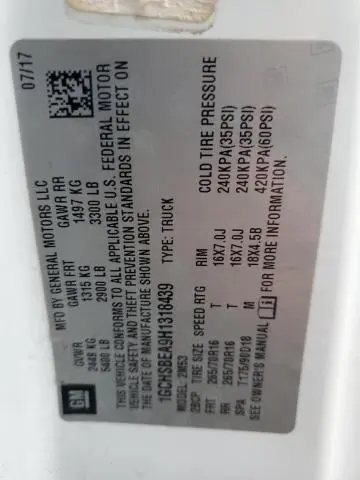 07/17
MFD BY GENERAL MOTORS LLC
GVWR GAWR FRT GAWR RR
2449 KG 1315 KG 1497 KG
5400 LB 2900 LB 3300 LB
THIS VEHICLE CONFORMS TO ALL APPLICABLE U.S. FEDERAL MOTOR
VEHICLE SAFETY AND THEFT PREVENTION STANDARDS IN EFFECT ON
THE DATE OF MANUFACTURE SHOWN ABOVE.
1GCHSBEA9H1318439 TYPE: TRUCK
MODEL: 2M53
2BCP TIRE SIZE SPEED RTG RIM COLD TIRE PRESSURE
FRT 265/70R16 T 16X7.0J 240KPA(35PSI)
RR 265/70R16 T 16X7.0J 240KPA(35PSI)
SPA T175/90D18 M 18X4.5B 420KPA(60PSI)
SEE OWNER'S MANUAL FOR MORE INFORMATION.
GM